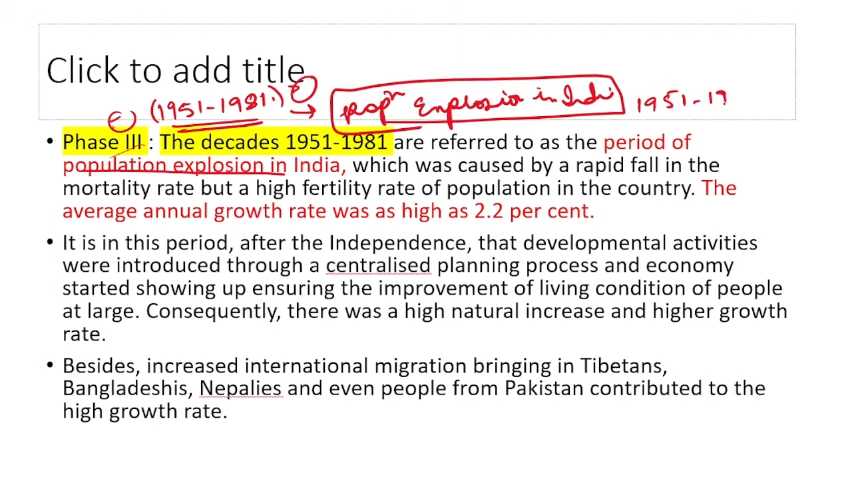 Click to add title
(1951-1981) → popn Explosion in Indi 1951-19
• Phase III : The decades 1951-1981 are referred to as the period of
population explosion in India, which was caused by a rapid fall in the
mortality rate but a high fertility rate of population in the country. The
average annual growth rate was as high as 2.2 per cent.
• It is in this period, after the Independence, that developmental activities
were introduced through a centralised planning process and economy
started showing up ensuring the improvement of living condition of people
at large. Consequently, there was a high natural increase and higher growth
rate.
• Besides, increased international migration bringing in Tibetans,
Bangladeshis, Nepalies and even people from Pakistan contributed to the
high growth rate.